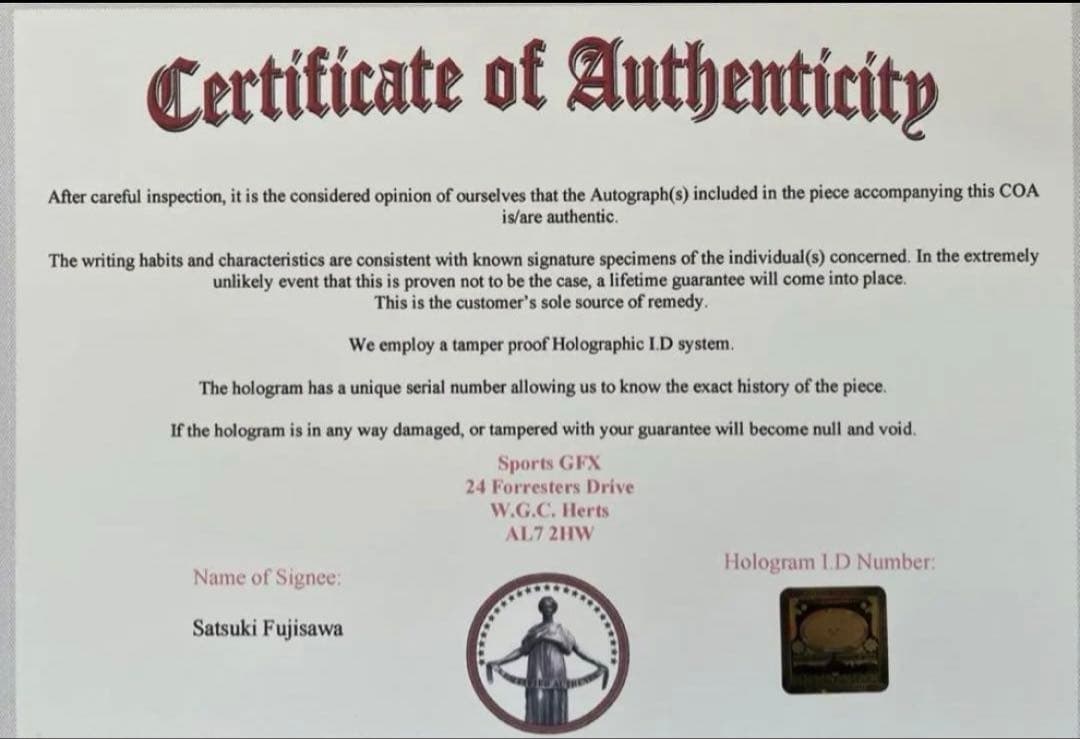 Certificate of Authenticity
After careful inspection, it is the considered opinion of ourselves that the Autograph(s) included in the piece accompanying this COA
is/are authentic.
The writing habits and characteristics are consistent with known signature specimens of the individual(s) concerned. In the extremely
unlikely event that this is proven not to be the case, a lifetime guarantee will come into place.
This is the customer's sole source of remedy.
We employ a tamper proof Holographic I.D system.
The hologram has a unique serial number allowing us to know the exact history of the piece.
If the hologram is in any way damaged, or tampered with your guarantee will become null and void.
Sports GFX
24 Forresters Drive
W.G.C. Herts
AL7 2HW
Hologram I.D Number:
Name of Signee:
Satsuki Fujisawa